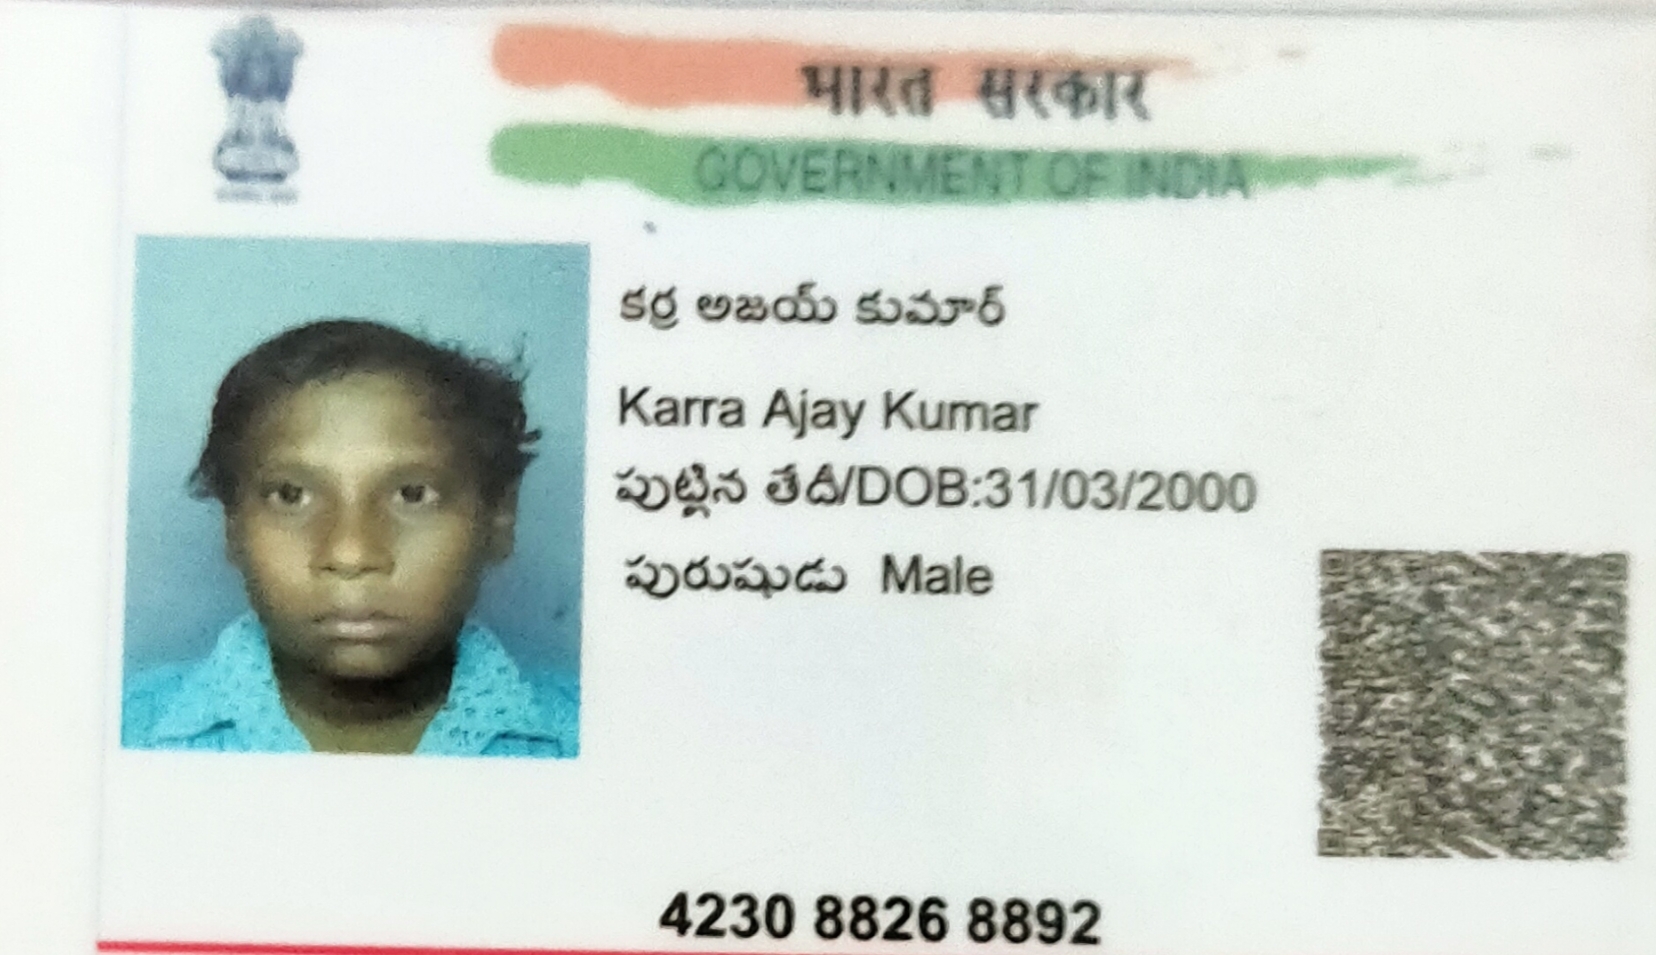 भारत सरकार
GOVERNMENT OF INDIA
కర్ర అజయ్ కుమార్
Karra Ajay Kumar
పుట్టిన తేదీ/DOB:31/03/2000
పురుషుడు Male
4230 8826 8892